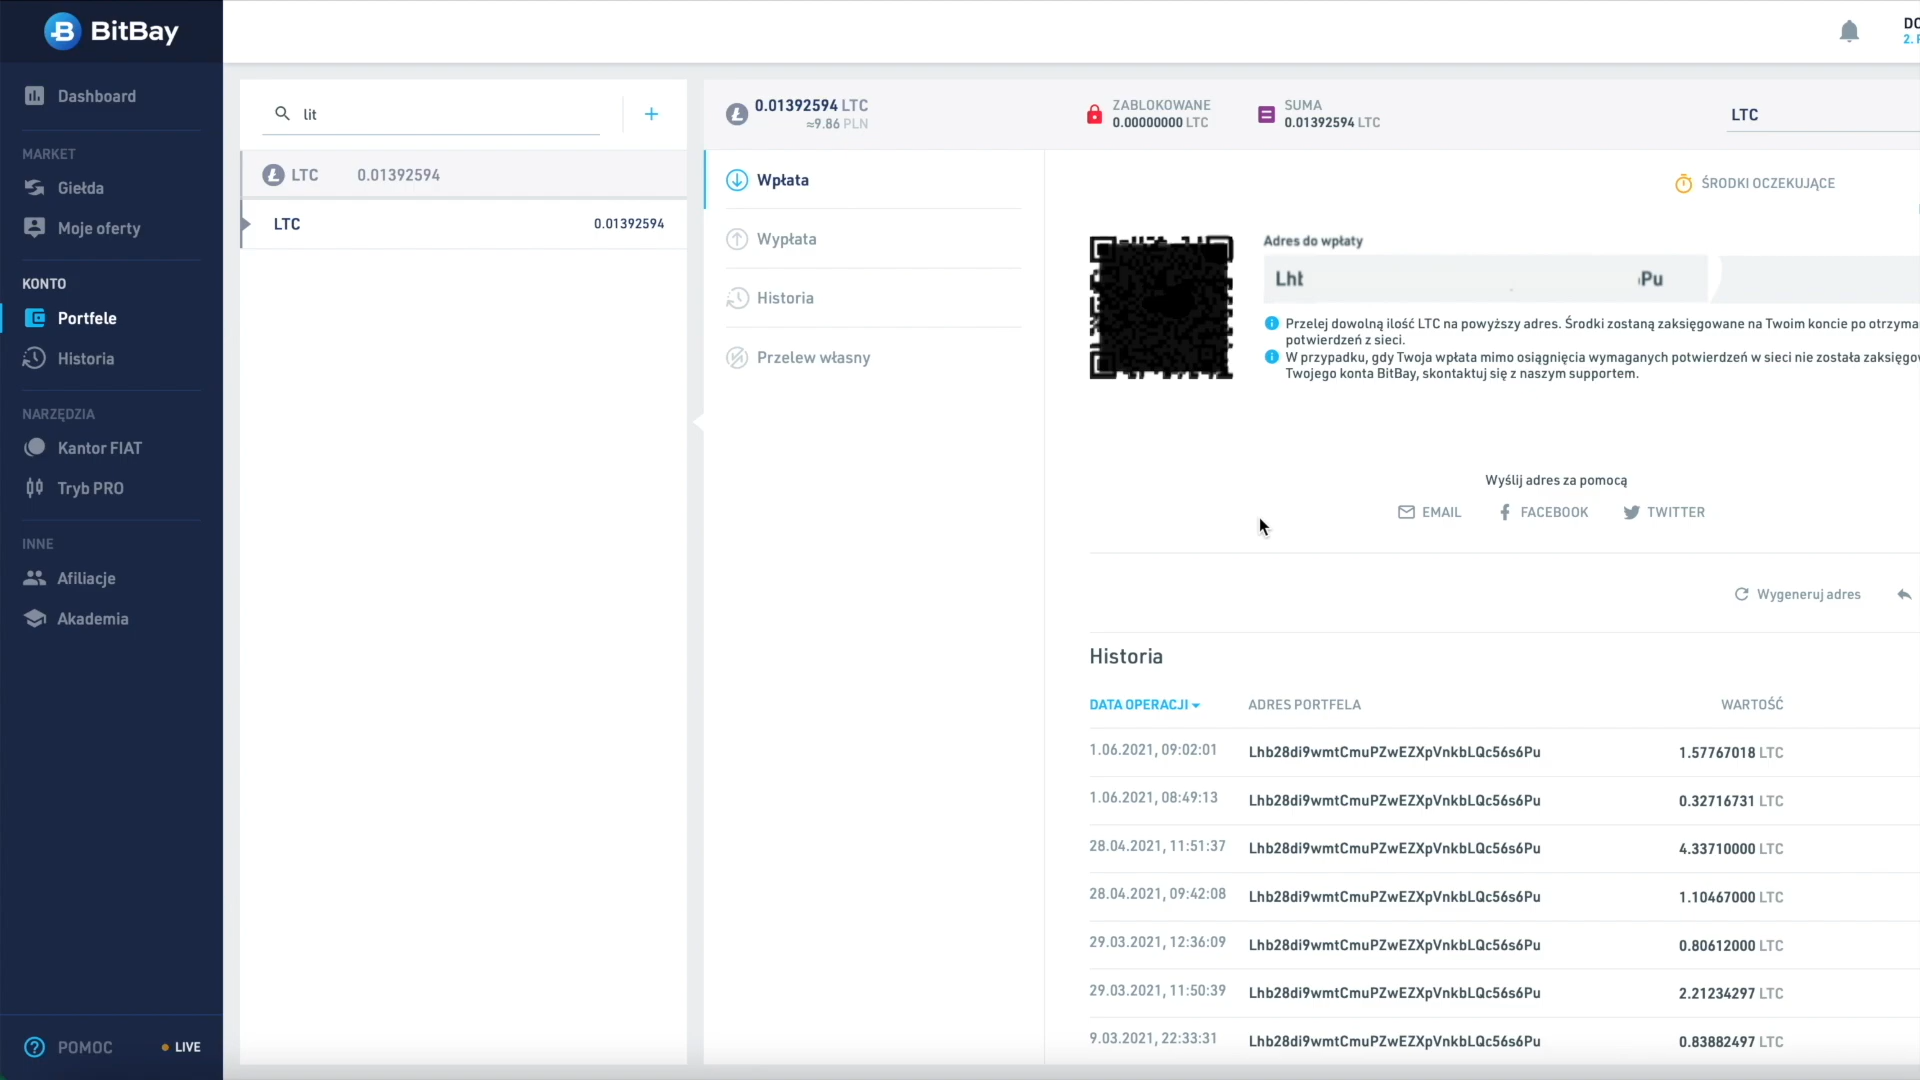 BitBay
Dashboard
MARKET
Giełda
Moje oferty
KONTO
Portfele
Historia
NARZĘDZIA
Kantor FIAT
Tryb PRO
INNE
Afiliacje
Akademia
POMOC
LIVE
lit
+
LTC 0.01392594
LTC 0.01392594
0.01392594 LTC
≈9.86 PLN
ZABLOKOWANE
0.00000000 LTC
SUMA
0.01392594 LTC
LTC
Wpłata
Wypłata
Historia
Przelew własny
ŚRODKI OCZEKUJĄCE
Adres do wpłaty
Przelej dowolną ilość LTC na powyższy adres. Środki zostaną zaksięgowane na Twoim koncie po otrzyma
potwierdzeń z sieci.
W przypadku, gdy Twoja wpłata mimo osiągnięcia wymaganych potwierdzeń w sieci nie została zaksięgo
Twojego konta BitBay, skontaktuj się z naszym supportem.
Wyślij adres za pomocą
EMAIL FACEBOOK TWITTER
Wygeneruj adres
Historia
DATA OPERACJI ADRES PORTFELA WARTOŚĆ
1.06.2021, 09:02:01 Lhb28di9wmtCmuPZwEZXpVnkbLQc56s6Pu 1.57767018 LTC
1.06.2021, 08:49:13 Lhb28di9wmtCmuPZwEZXpVnkbLQc56s6Pu 0.32716731 LTC
28.04.2021, 11:51:37 Lhb28di9wmtCmuPZwEZXpVnkbLQc56s6Pu 4.33710000 LTC
28.04.2021, 09:42:08 Lhb28di9wmtCmuPZwEZXpVnkbLQc56s6Pu 1.10467000 LTC
29.03.2021, 12:36:09 Lhb28di9wmtCmuPZwEZXpVnkbLQc56s6Pu 0.80612000 LTC
29.03.2021, 11:50:39 Lhb28di9wmtCmuPZwEZXpVnkbLQc56s6Pu 2.21234297 LTC
9.03.2021, 22:33:31 Lhb28di9wmtCmuPZwEZXpVnkbLQc56s6Pu 0.83882497 LTC